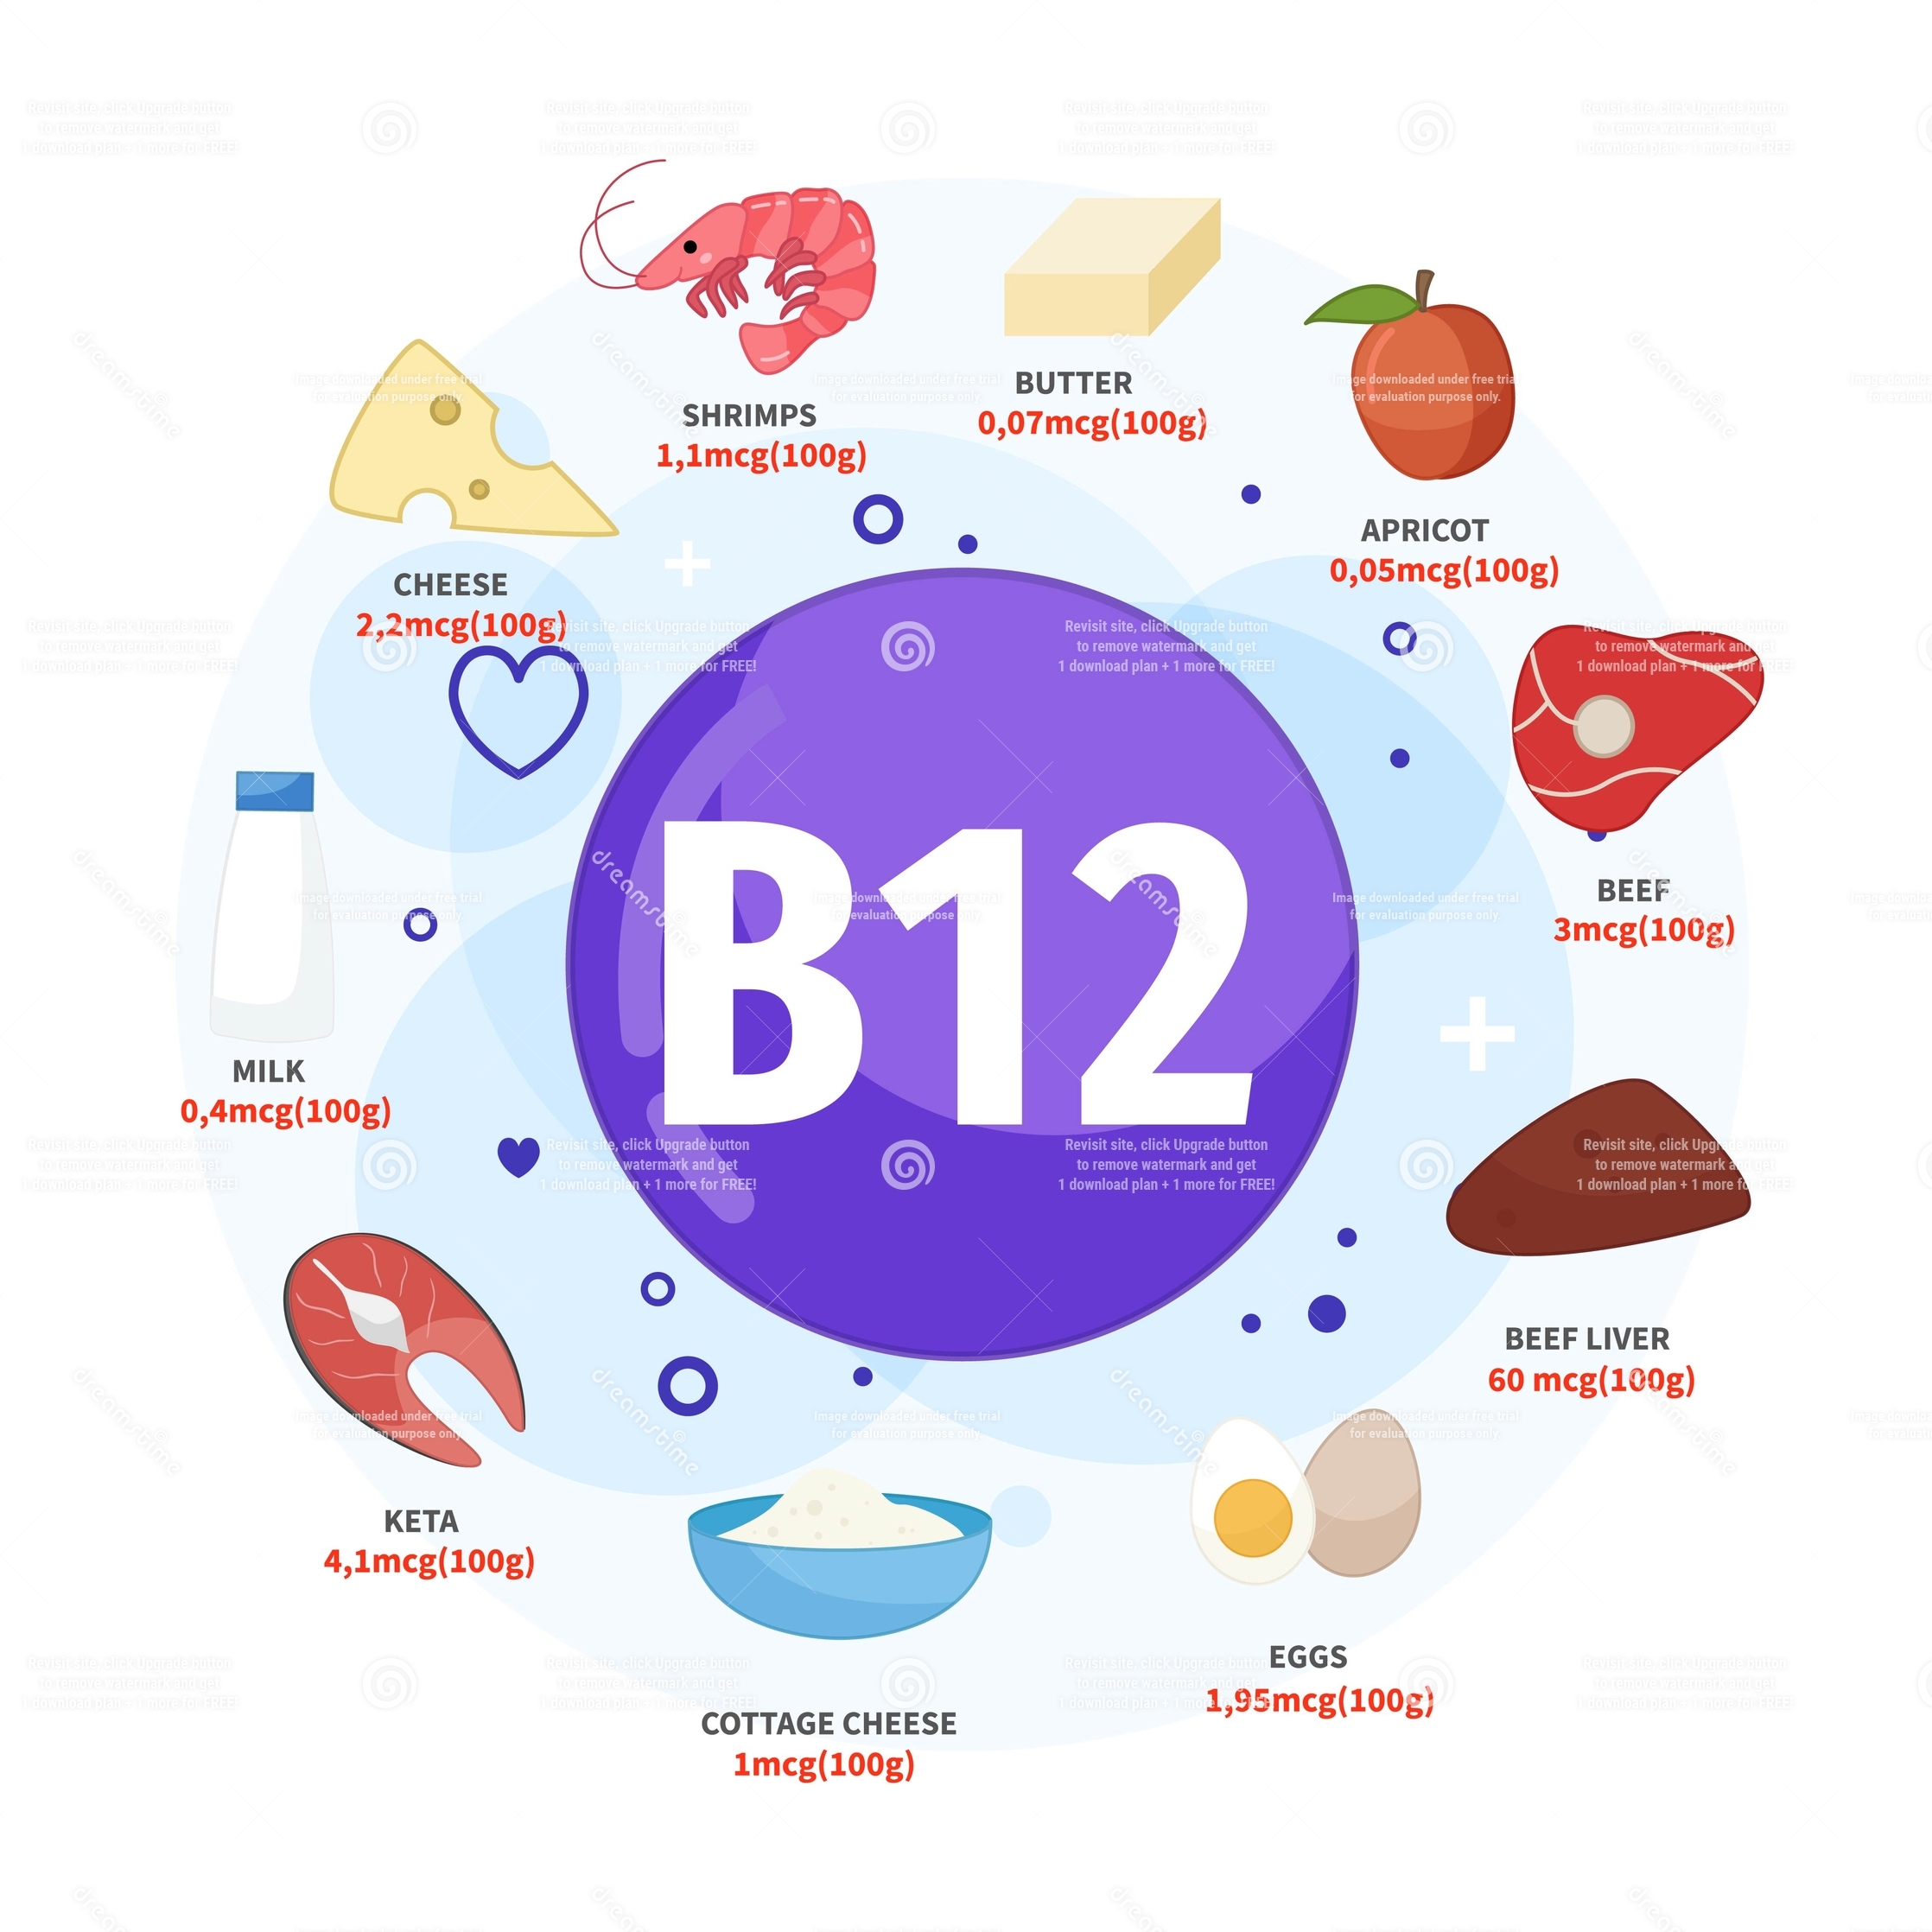 SHRIMPS
1,1mcg(100g)
BUTTER
0,07mcg(100g)
APRICOT
0,05mcg(100g)
CHEESE
2,2mcg(100g)
BEEF
3mcg(100g)
B12
MILK
0,4mcg(100g)
BEEF LIVER
60 mcg(100g)
KETA
4,1mcg(100g)
EGGS
1,95mcg(100g)
COTTAGE CHEESE
1mcg(100g)
Revisit site, click Upgrade button
to remove watermark and get
1 download plan + 1 more for FREE!
Image downloaded under free trial
for evaluation purpose only.
dreamstime